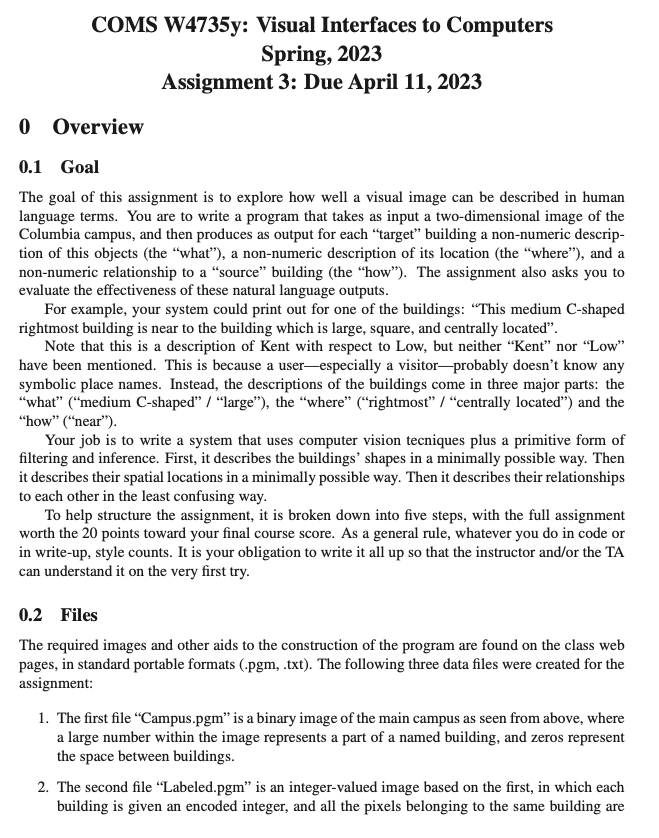 COMS W4735y: Visual Interfaces to Computers
Spring, 2023
Assignment 3: Due April 11, 2023
0 Overview
0.1 Goal
The goal of this assignment is to explore how well a visual image can be described in human
language terms. You are to write a program that takes as input a two-dimensional image of the
Columbia campus, and then produces as output for each “target” building a non-numeric descrip-
tion of this objects (the “what”), a non-numeric description of its location (the “where”), and a
non-numeric relationship to a “source” building (the “how”). The assignment also asks you to
evaluate the effectiveness of these natural language outputs.
For example, your system could print out for one of the buildings: “This medium C-shaped
rightmost building is near to the building which is large, square, and centrally located”.
Note that this is a description of Kent with respect to Low, but neither “Kent” nor “Low”
have been mentioned. This is because a user—especially a visitor—probably doesn’t know any
symbolic place names. Instead, the descriptions of the buildings come in three major parts: the
“what” (“medium C-shaped” / “large”), the “where” (“rightmost” / “centrally located”) and the
“how” (“near”).
Your job is to write a system that uses computer vision tecniques plus a primitive form of
filtering and inference. First, it describes the buildings’ shapes in a minimally possible way. Then
it describes their spatial locations in a minimally possible way. Then it describes their relationships
to each other in the least confusing way.
To help structure the assignment, it is broken down into five steps, with the full assignment
worth the 20 points toward your final course score. As a general rule, whatever you do in code or
in write-up, style counts. It is your obligation to write it all up so that the instructor and/or the TA
can understand it on the very first try.
0.2 Files
The required images and other aids to the construction of the program are found on the class web
pages, in standard portable formats (.pgm, .txt). The following three data files were created for the
assignment:
1. The first file “Campus.pgm” is a binary image of the main campus as seen from above, where
a large number within the image represents a part of a named building, and zeros represent
the space between buildings.
2. The second file “Labeled.pgm” is an integer-valued image based on the first, in which each
building is given an encoded integer, and all the pixels belonging to the same building are